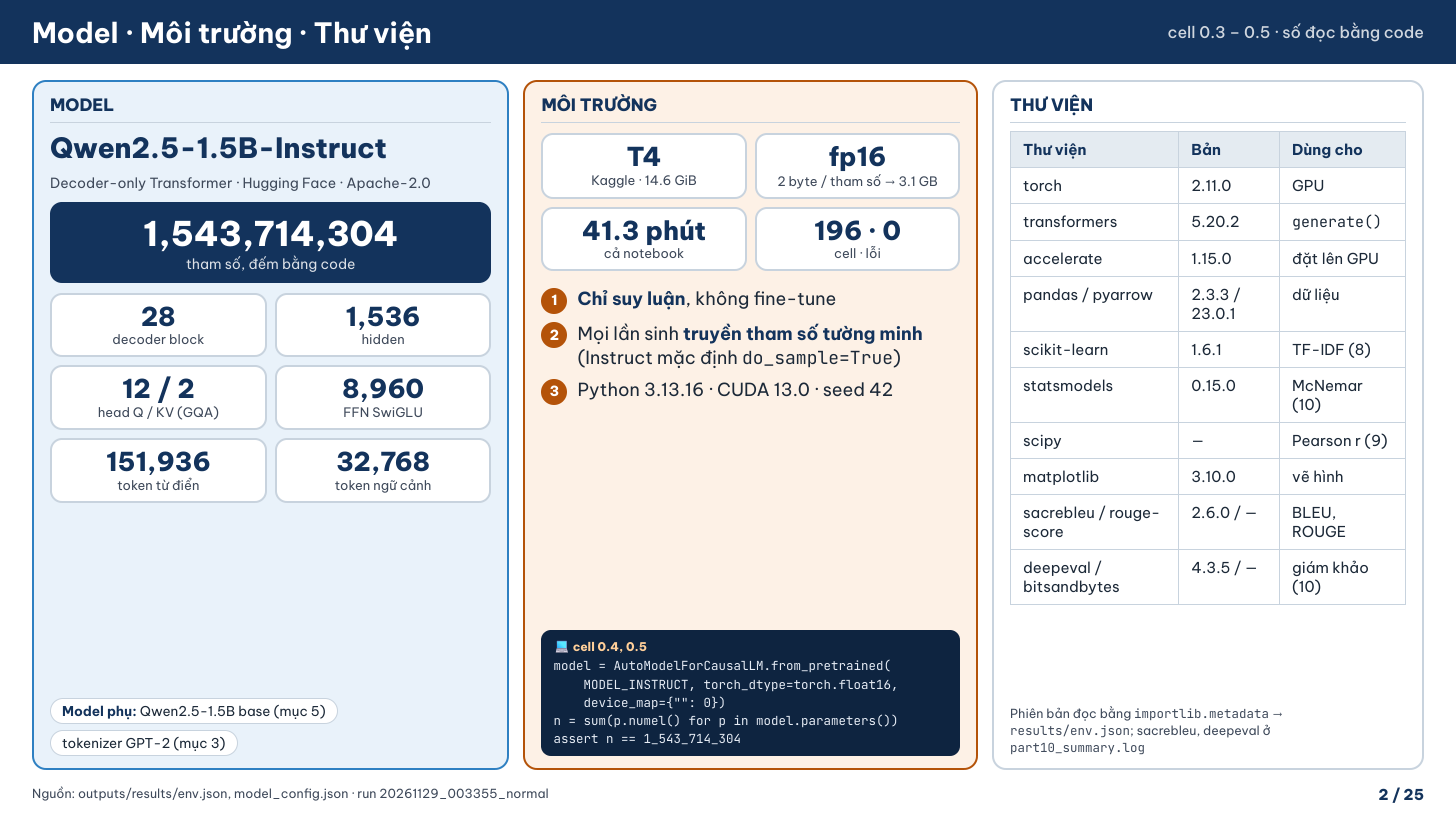 Model · Môi trường · Thư viện
cell 0.3 – 0.5 · số đọc bằng code
MODEL
Qwen2.5-1.5B-Instruct
Decoder-only Transformer · Hugging Face · Apache-2.0
1,543,714,304
tham số, đếm bằng code
28
decoder block
1,536
hidden
12 / 2
head Q / KV (GQA)
8,960
FFN SwiGLU
151,936
token từ điển
32,768
token ngữ cảnh
Model phụ: Qwen2.5-1.5B base (mục 5)
tokenizer GPT-2 (mục 3)
MÔI TRƯỜNG
T4
Kaggle · 14.6 GiB
fp16
2 byte / tham số → 3.1 GB
41.3 phút
cả notebook
196 · 0
cell · lỗi
1 Chỉ suy luận, không fine-tune
2 Mọi lần sinh truyền tham số tường minh
(Instruct mặc định do_sample=True)
3 Python 3.13.16 · CUDA 13.0 · seed 42
💻 cell 0.4, 0.5
model = AutoModelForCausalLM.from_pretrained(
    MODEL_INSTRUCT, torch_dtype=torch.float16,
    device_map={"": 0})
n = sum(p.numel() for p in model.parameters())
assert n == 1_543_714_304
THƯ VIỆN
Thư viện Bản Dùng cho
torch 2.11.0 GPU
transformers 5.20.2 generate()
accelerate 1.15.0 đặt lên GPU
pandas / pyarrow 2.3.3 / dữ liệu
23.0.1
scikit-learn 1.6.1 TF-IDF (8)
statsmodels 0.15.0 McNemar
(10)
scipy — Pearson r (9)
matplotlib 3.10.0 vẽ hình
sacrebleu / rouge- 2.6.0 / — BLEU,
score ROUGE
deepeval / 4.3.5 / — giám khảo
bitsandbytes (10)
Phiên bản đọc bằng importlib.metadata →
results/env.json; sacrebleu, deepeval ở
part10_summary.log
Nguồn: outputs/results/env.json, model_config.json · run 20261129_003355_normal
2 / 25